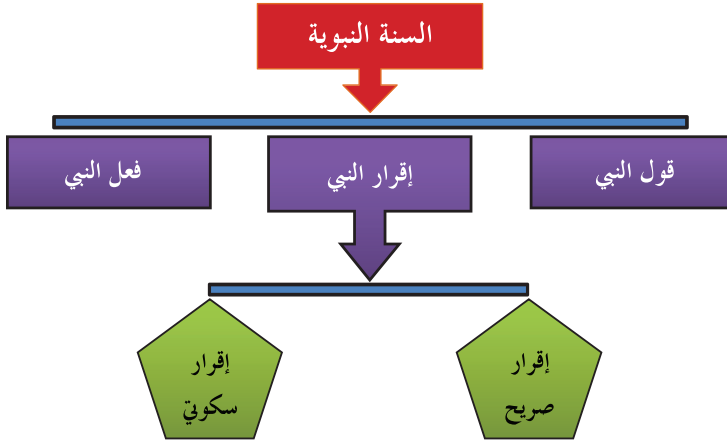 السنة النبوية
قول النبي
إقرار النبي
فعل النبي
إقرار
صريح
إقرار
سكوتي